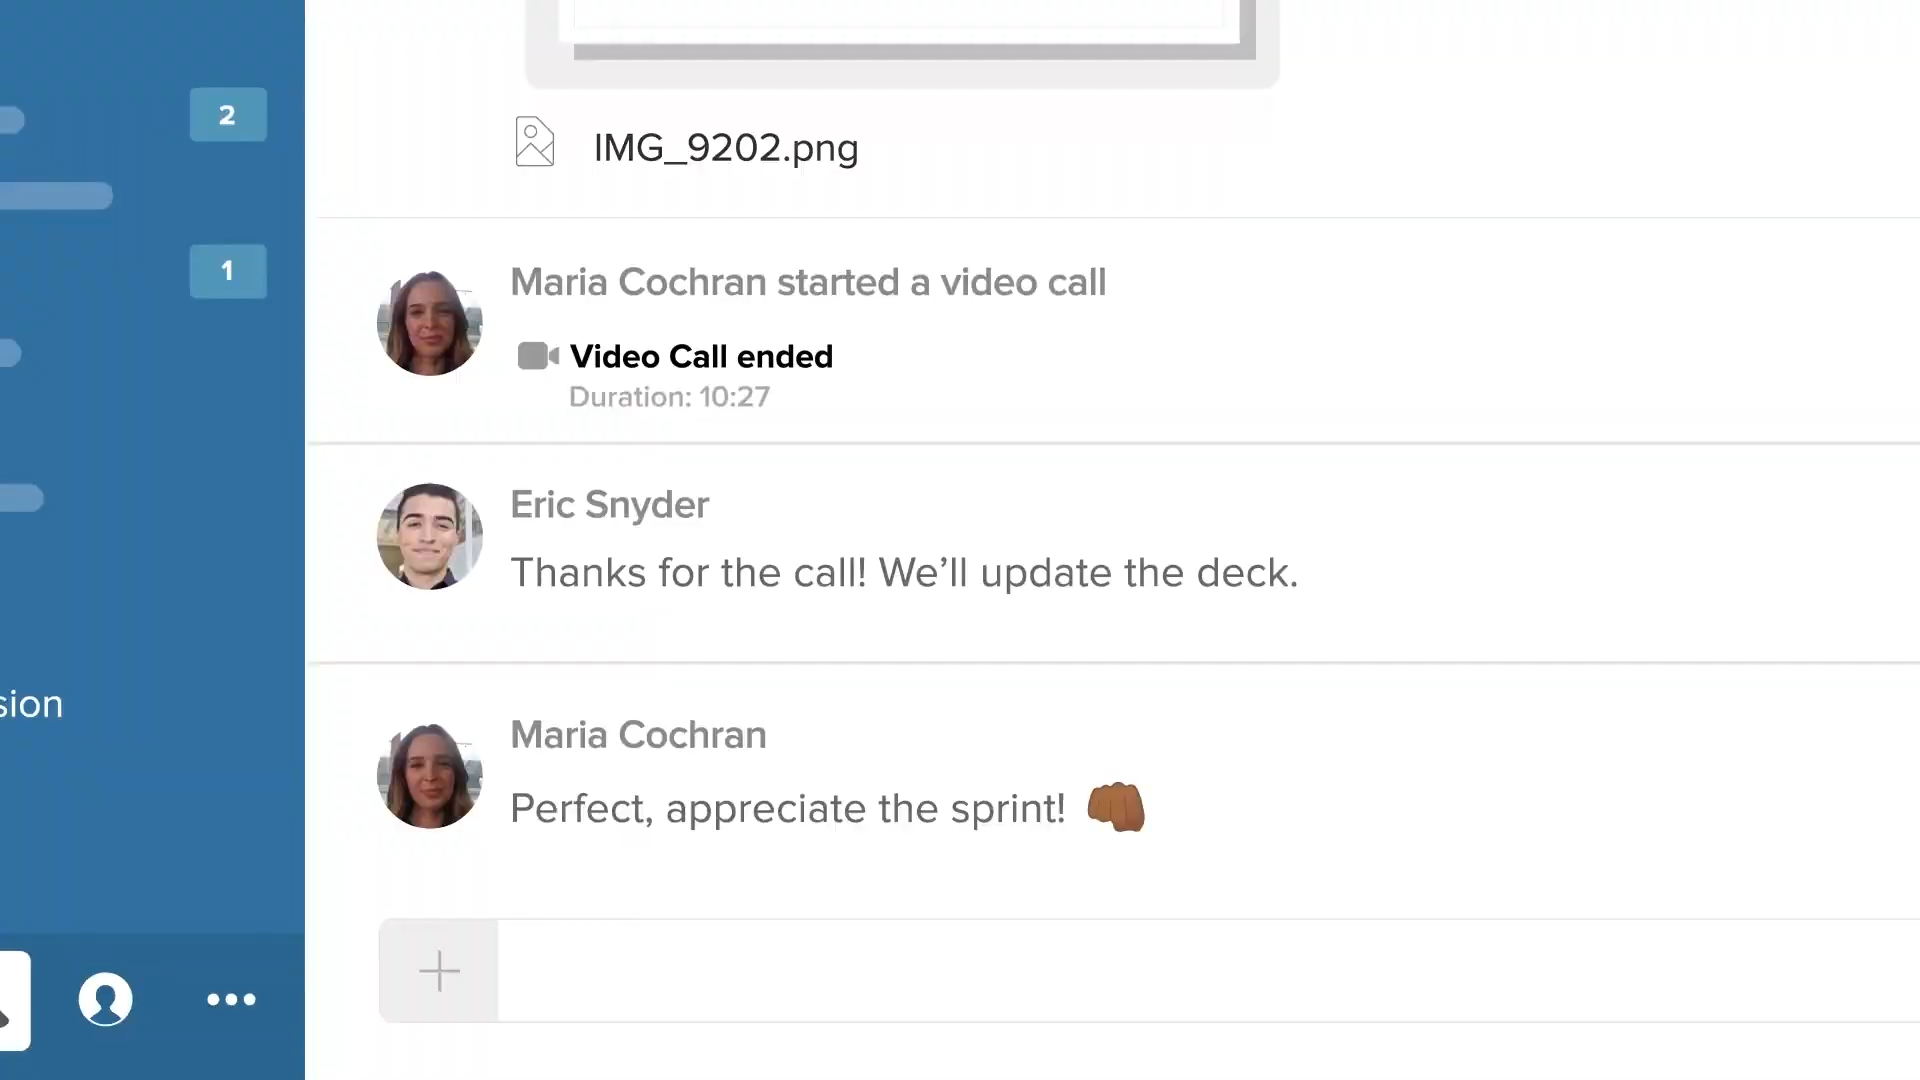 2
IMG_9202.png
1
Maria Cochran started a video call
Video Call ended
Duration: 10:27
Eric Snyder
Thanks for the call! We’ll update the deck.
sion
Maria Cochran
Perfect, appreciate the sprint! 👊🏾